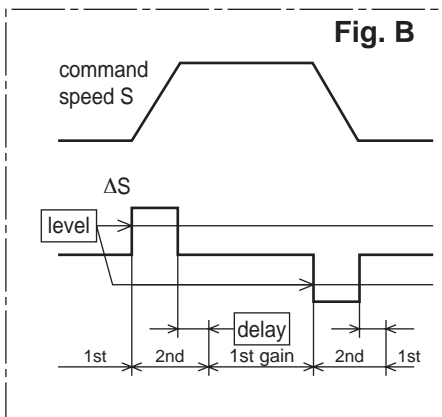 Fig. B
command
speed S
ΔS
level
delay
1st 2nd 1st gain 2nd 1st